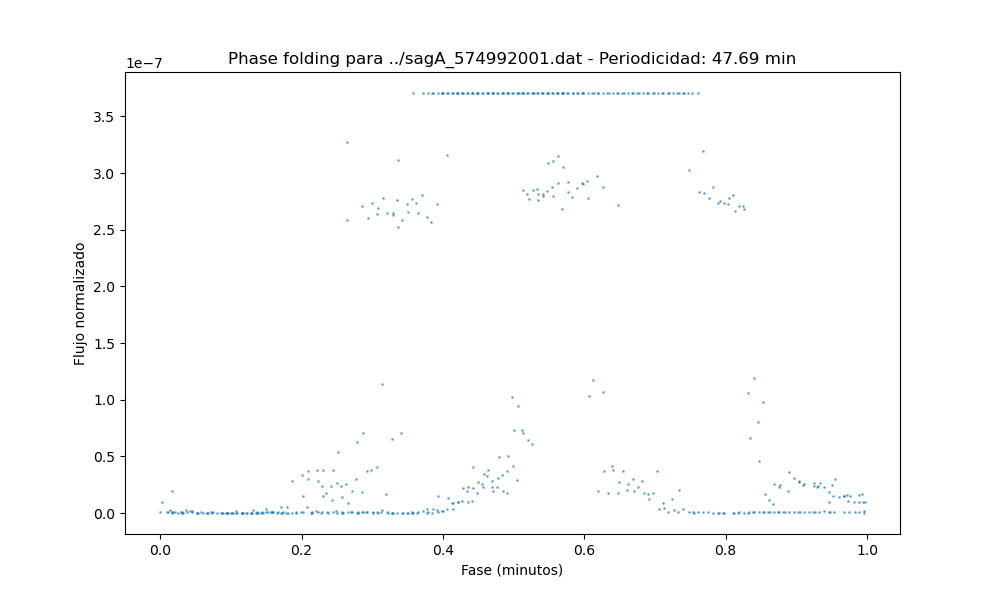 Phase folding para ../sagA_574992001.dat - Periodicidad: 47.69 min
1e−7
3.5
3.0
2.5
2.0
1.5
1.0
0.5
0.0
Flujo normalizado
0.0 0.2 0.4 0.6 0.8 1.0
Fase (minutos)